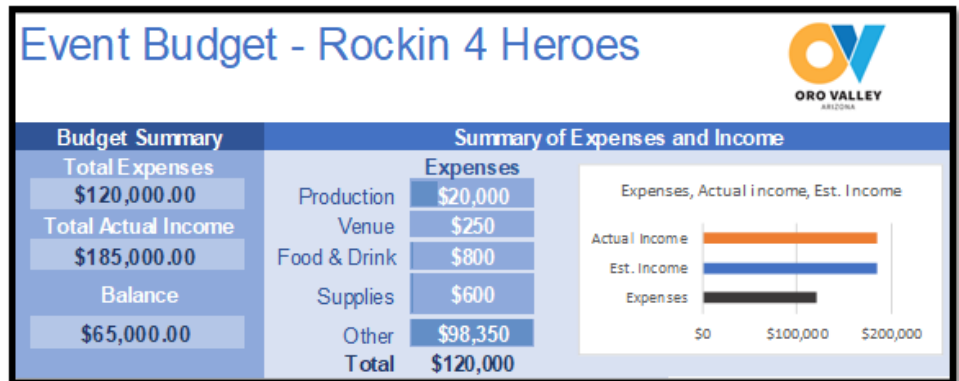 Event Budget - Rockin 4 Heroes
ORO VALLEY
ARIZONA
Budget Summary
Total Expenses
$120,000.00
Total Actual Income
$185,000.00
Balance
$65,000.00
Summary of Expenses and Income
Expenses
Production $20,000
Venue $250
Food & Drink $800
Supplies $600
Other $98,350
Total $120,000
Expenses, Actual income, Est. Income
Actual Income
Est. Income
Expenses
$0 $100,000 $200,000